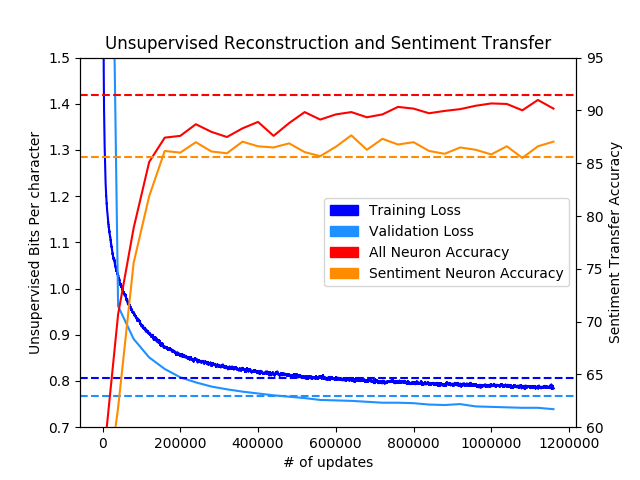 Unsupervised Reconstruction and Sentiment Transfer
Unsupervised Bits Per character
1.5
1.4
1.3
1.2
1.1
1.0
0.9
0.8
0.7
Training Loss
Validation Loss
All Neuron Accuracy
Sentiment Neuron Accuracy
95
90
85
80
75
70
65
60
Sentiment Transfer Accuracy
0 200000 400000 600000 800000 1000000 1200000
# of updates